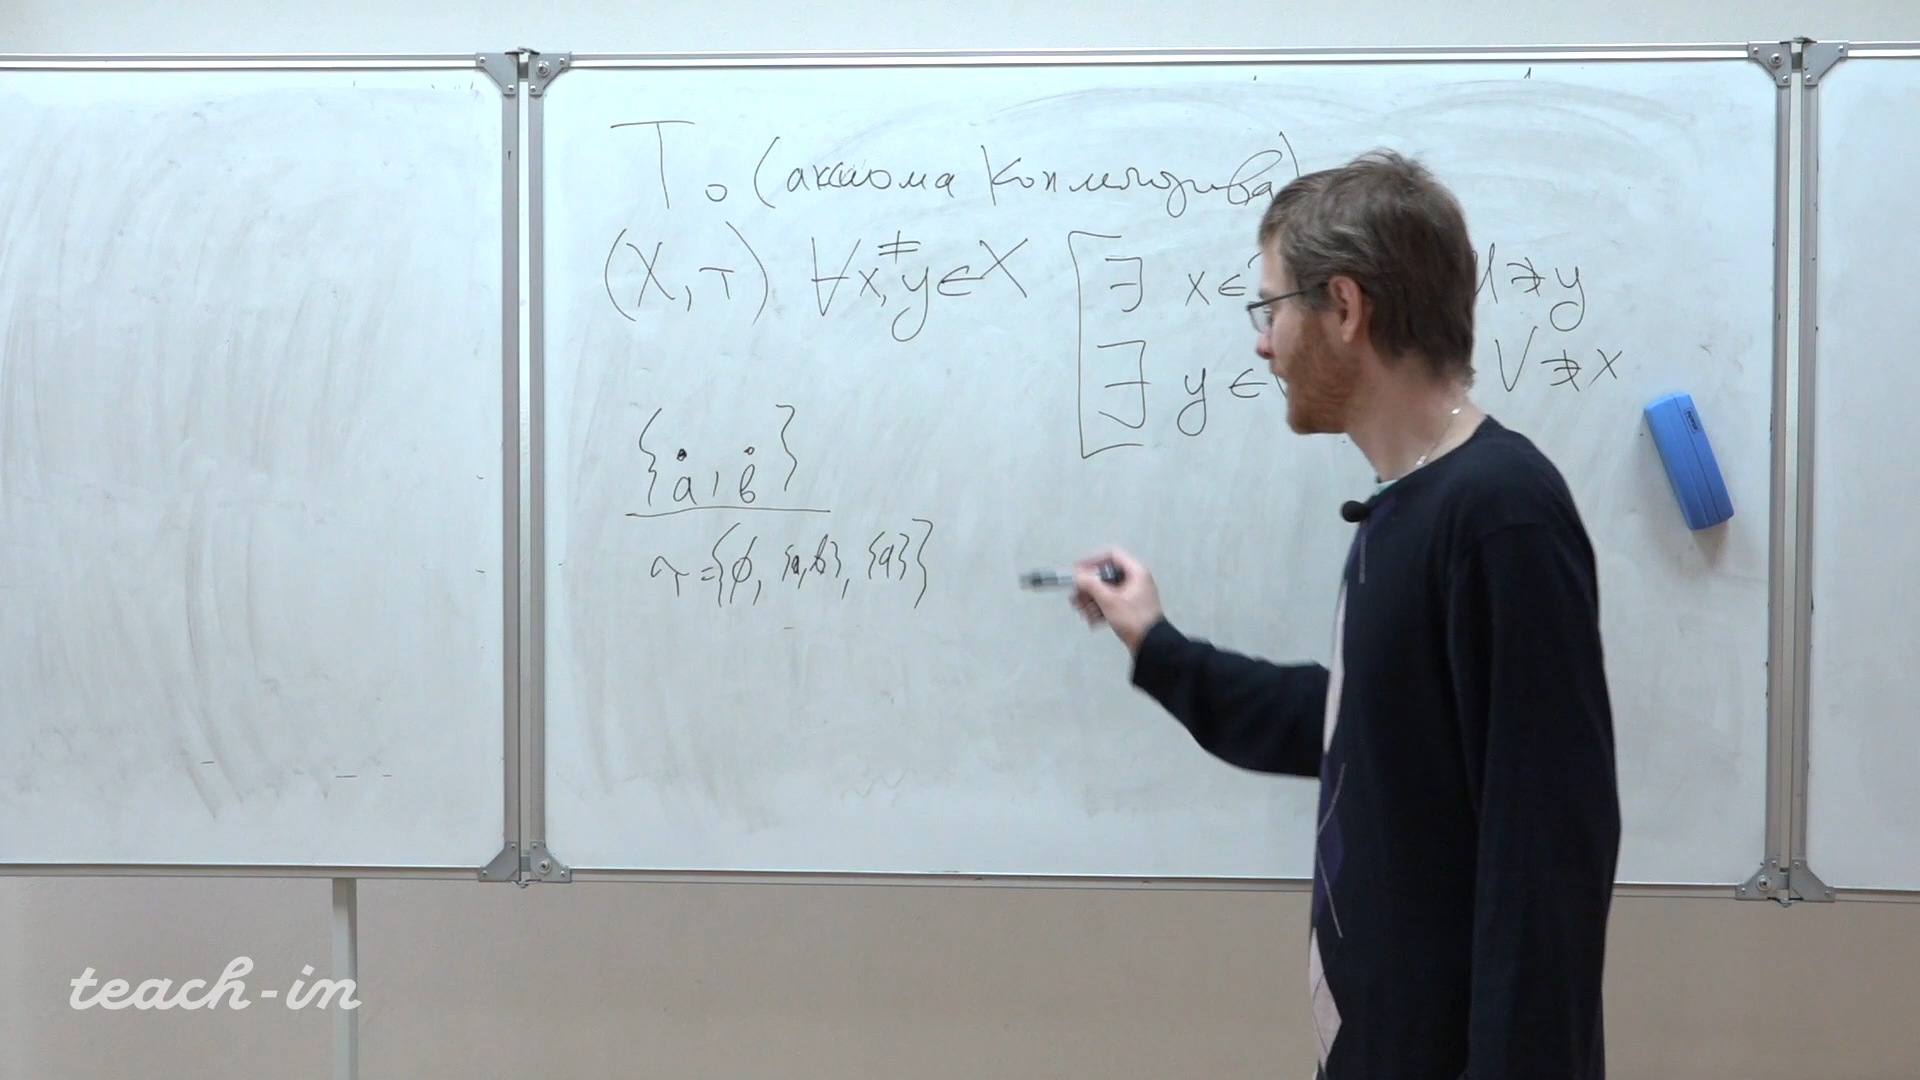 T₀ (аксиома Колмогорова)
(X, τ) ∀x,≠y∈X [ ∃ x∈ U∌y
∃ y∈ V∌x
{a, b}
τ={∅, {a,b}, {a}}
teach-in